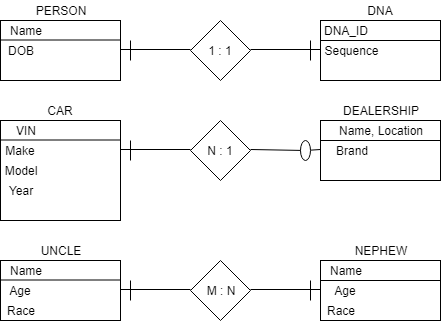 PERSON
DNA
Name
DOB
1 : 1
DNA_ID
Sequence
CAR
DEALERSHIP
VIN
Make
Model
Year
N : 1
Name, Location
Brand
UNCLE
NEPHEW
Name
Age
Race
M : N
Name
Age
Race